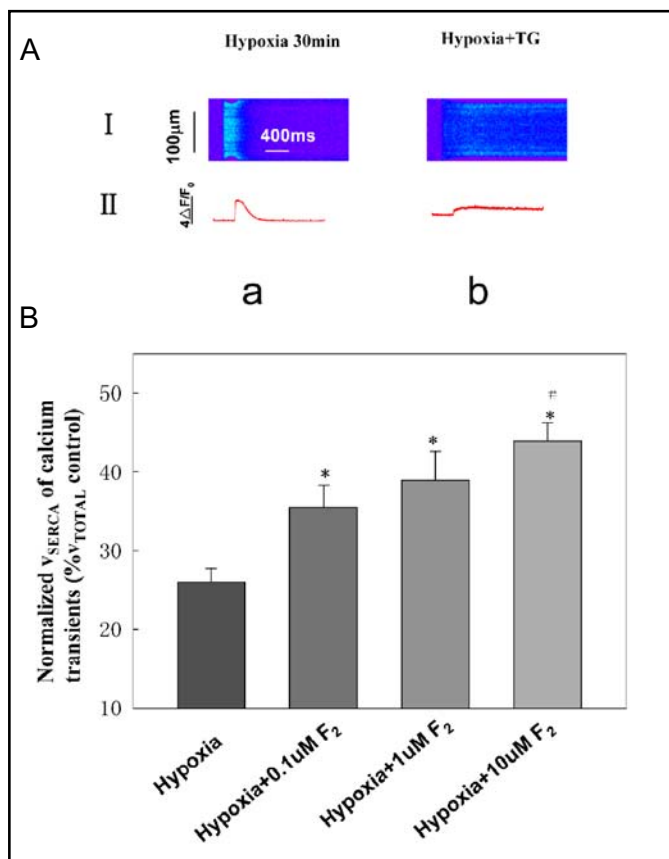 A
Hypoxia 30min
Hypoxia+TG
I
100μm
400ms
II
4△F/F₀
a
b
B
Normalized vSERCA of calcium
transients (%vTOTAL control)
50
40
30
20
10
*
*
#
*
Hypoxia
Hypoxia+0.1uM F₂
Hypoxia+1uM F₂
Hypoxia+10uM F₂